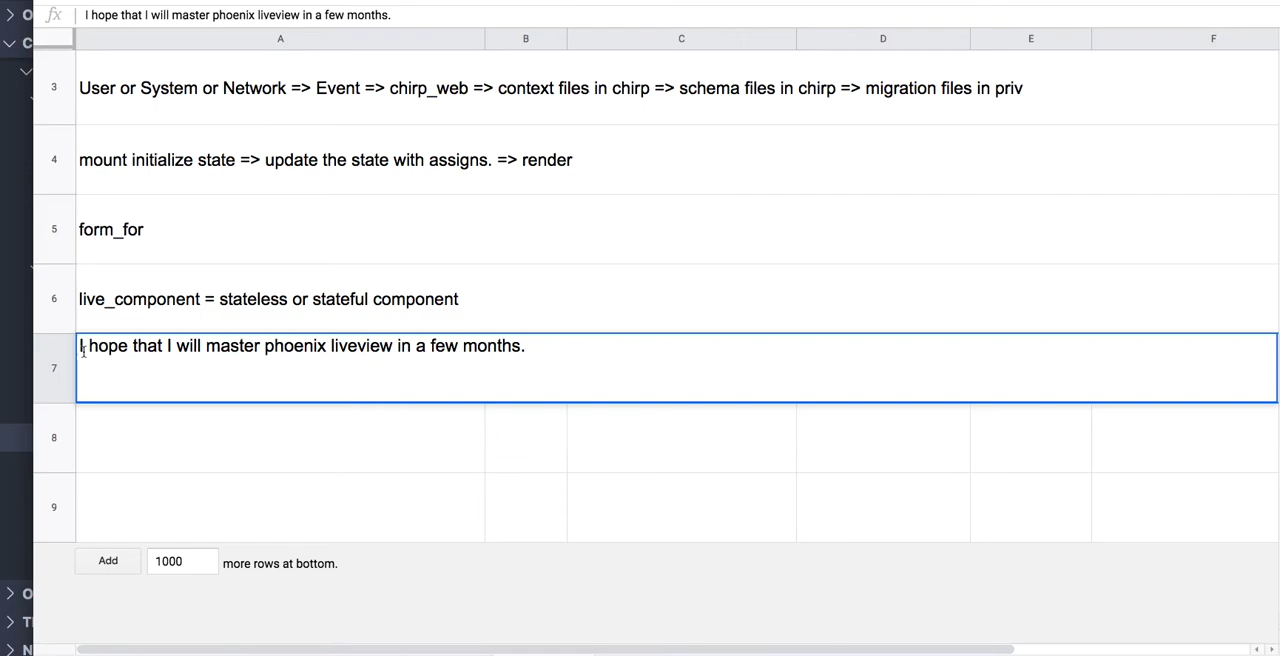 O
C
fx I hope that I will master phoenix liveview in a few months.
A B C D E F
3 User or System or Network => Event => chirp_web => context files in chirp => schema files in chirp => migration files in priv
4 mount initialize state => update the state with assigns. => render
5 form_for
6 live_component = stateless or stateful component
7 I hope that I will master phoenix liveview in a few months.
8
9
Add 1000 more rows at bottom.
O
TI
N